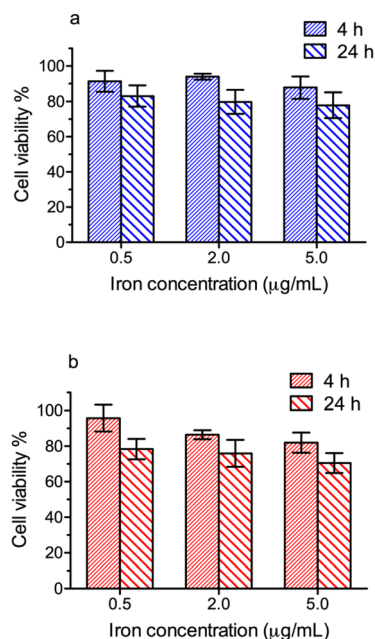 a
4 h
24 h
Cell viability %
100
80
60
40
20
0
0.5 2.0 5.0
Iron concentration (μg/mL)
b
4 h
24 h
Cell viability %
100
80
60
40
20
0
0.5 2.0 5.0
Iron concentration (μg/mL)